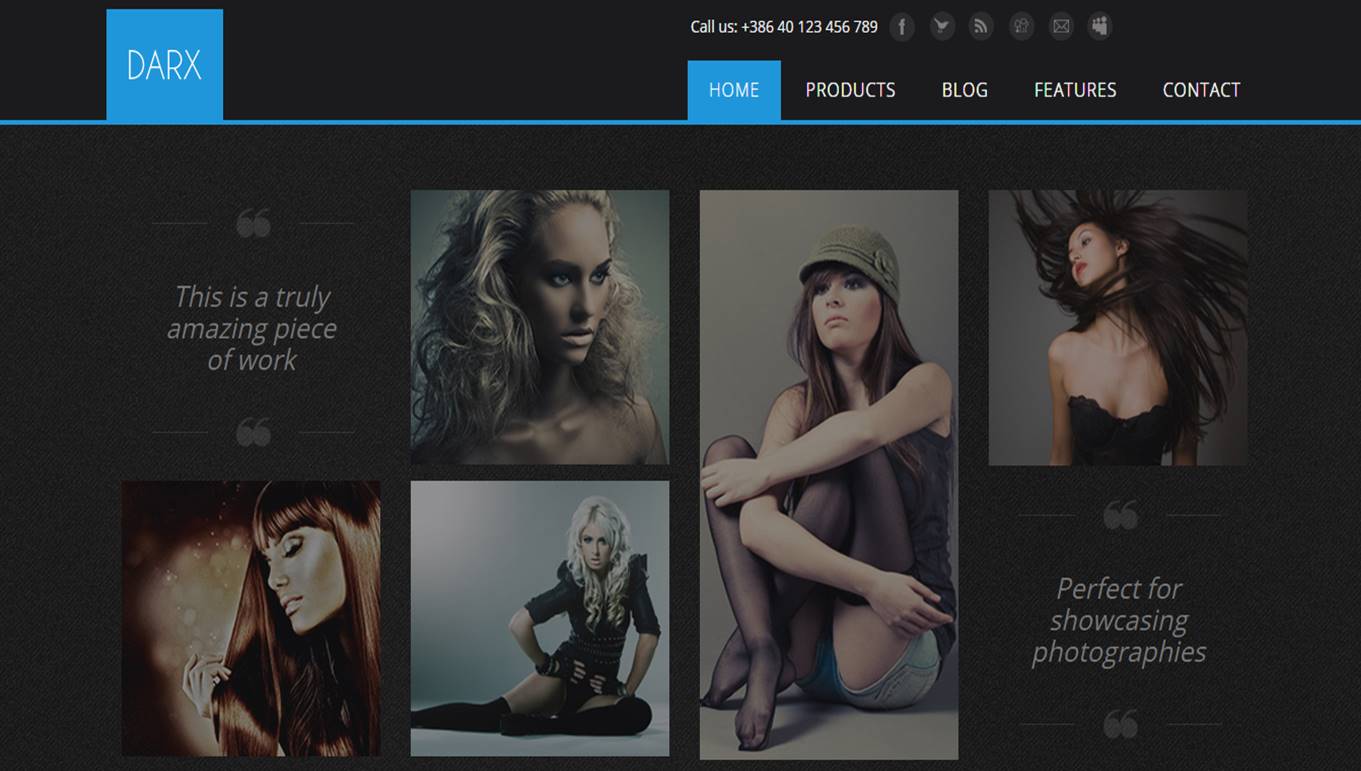 Call us: +386 40 123 456 789
DARX
HOME PRODUCTS BLOG FEATURES CONTACT
This is a truly
amazing piece
of work
Perfect for
showcasing
photographies